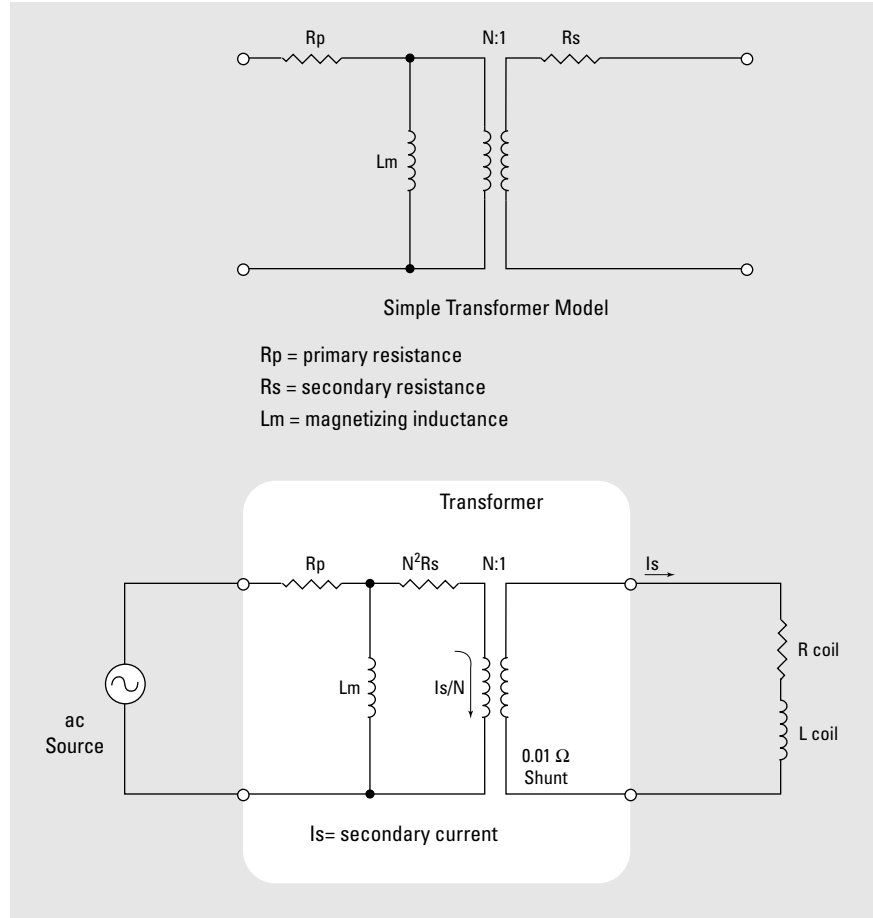 Rp
N:1
Rs
Lm
Simple Transformer Model
Rp = primary resistance
Rs = secondary resistance
Lm = magnetizing inductance
Transformer
Rp
N²Rs
N:1
Is
Lm
Is/N
R coil
L coil
ac
Source
0.01 Ω
Shunt
Is= secondary current